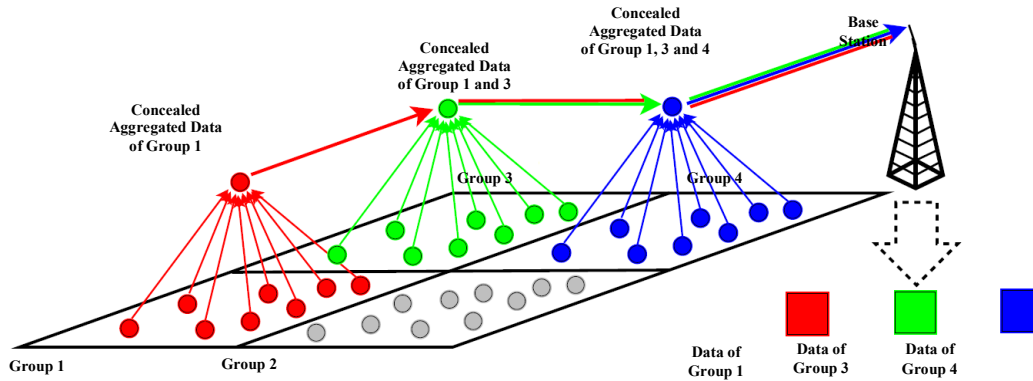 Concealed
Aggregated Data
of Group 1
Concealed
Aggregated Data
of Group 1 and 3
Concealed
Aggregated Data
of Group 1, 3 and 4
Base
Station
Group 3
Group 4
Group 1
Group 2
Data of
Group 1
Data of
Group 3
Data of
Group 4